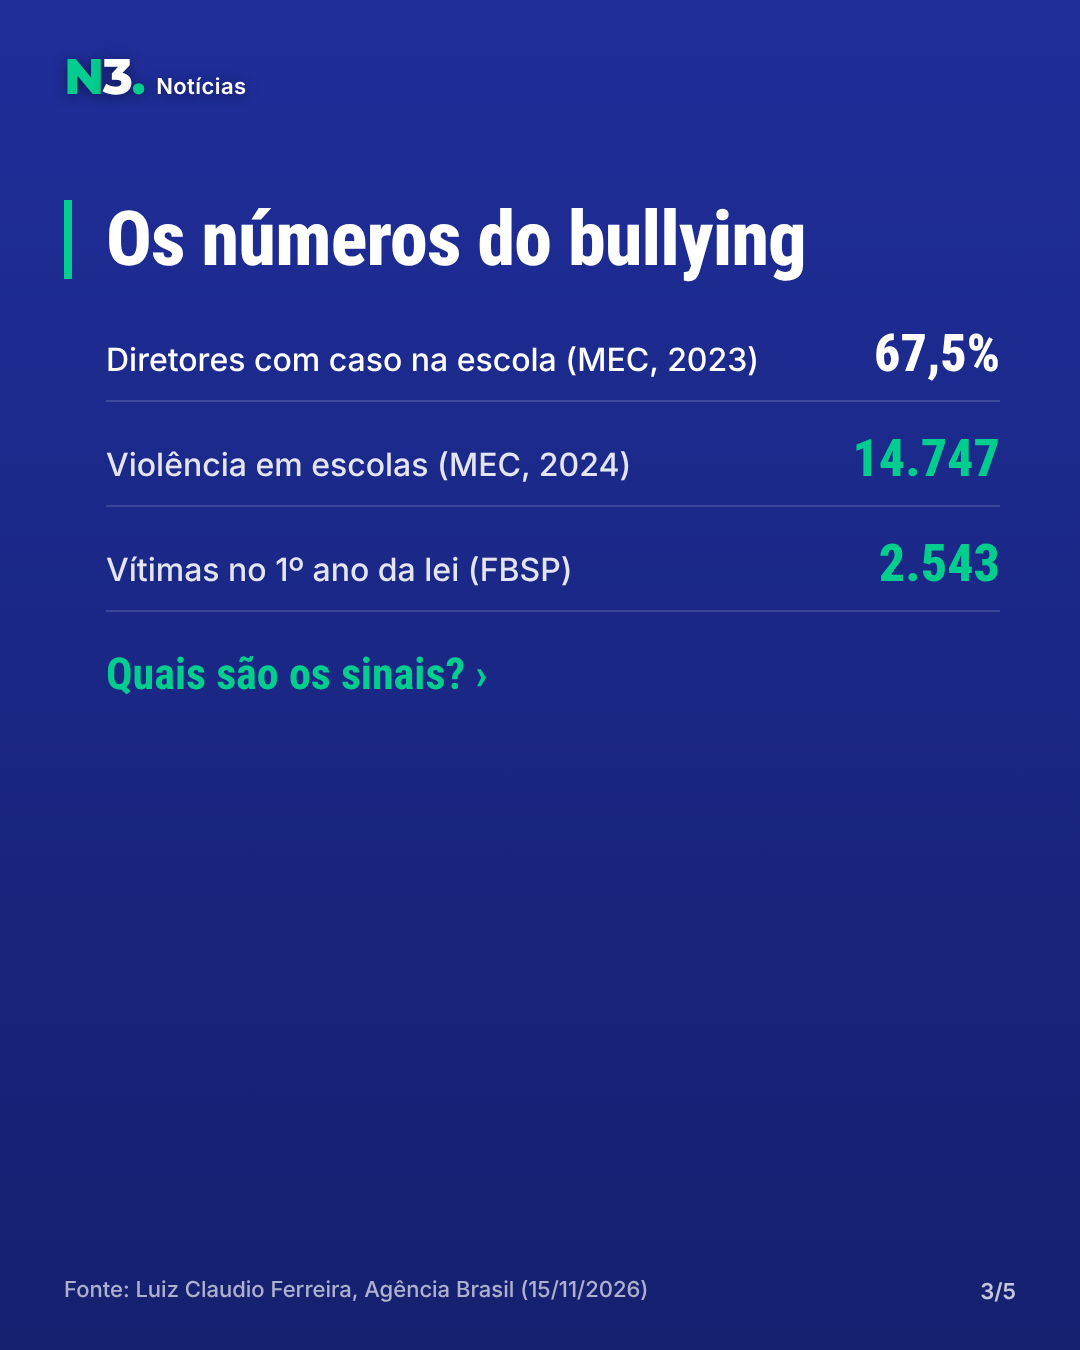 N3. Notícias
Os números do bullying
Diretores com caso na escola (MEC, 2023) 67,5%
Violência em escolas (MEC, 2024) 14.747
Vítimas no 1º ano da lei (FBSP) 2.543
Quais são os sinais? ›
Fonte: Luiz Claudio Ferreira, Agência Brasil (15/11/2026) 3/5